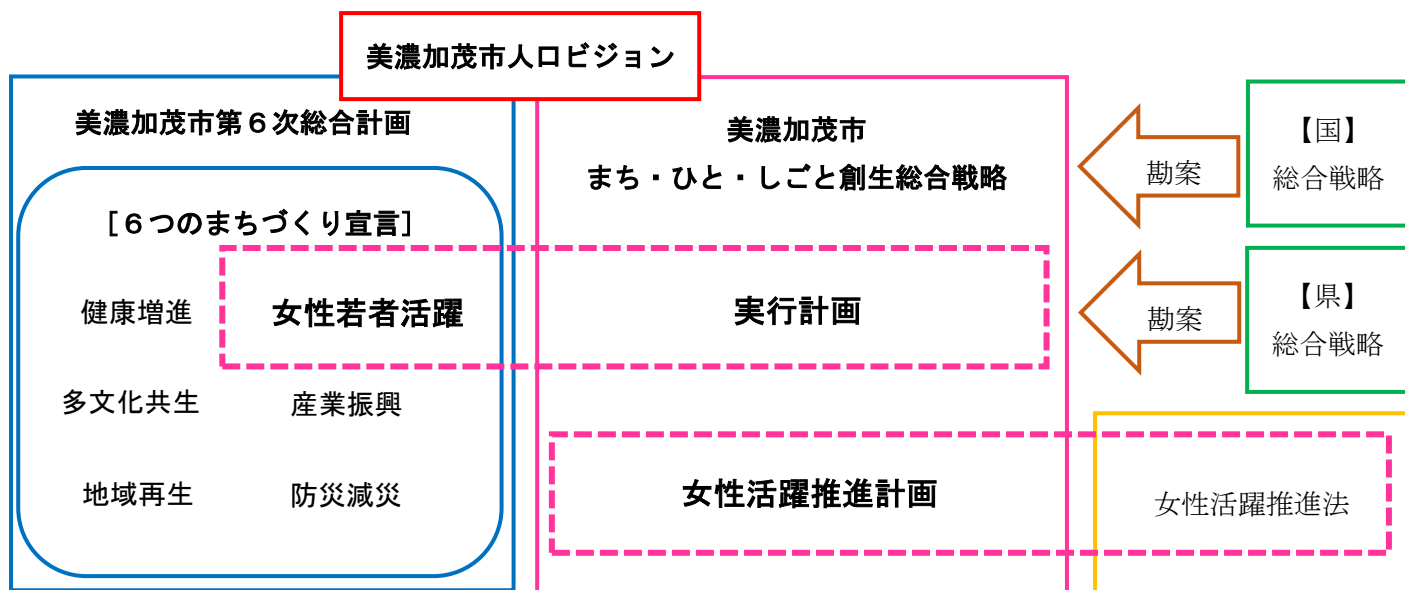 美濃加茂市人口ビジョン
美濃加茂市第６次総合計画
[６つのまちづくり宣言]
健康増進
女性若者活躍
多文化共生
産業振興
地域再生
防災減災
美濃加茂市
まち・ひと・しごと創生総合戦略
実行計画
女性活躍推進計画
勘案
【国】
総合戦略
勘案
【県】
総合戦略
女性活躍推進法